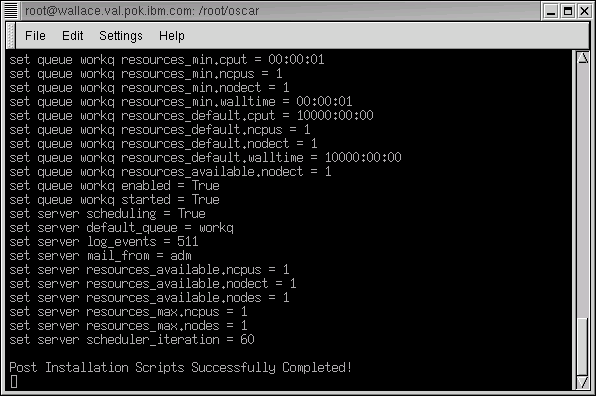 root@wallace.val.pok.ibm.com: /root/oscar
File Edit Settings Help
set queue workq resources_min.cput = 00:00:01
set queue workq resources_min.ncpus = 1
set queue workq resources_min.nodect = 1
set queue workq resources_min.walltime = 00:00:01
set queue workq resources_default.cput = 10000:00:00
set queue workq resources_default.ncpus = 1
set queue workq resources_default.nodect = 1
set queue workq resources_default.walltime = 10000:00:00
set queue workq resources_available.nodect = 1
set queue workq enabled = True
set queue workq started = True
set server scheduling = True
set server default_queue = workq
set server log_events = 511
set server mail_from = adm
set server resources_available.ncpus = 1
set server resources_available.nodect = 1
set server resources_available.nodes = 1
set server resources_max.ncpus = 1
set server resources_max.nodes = 1
set server scheduler_iteration = 60
Post Installation Scripts Successfully Completed!